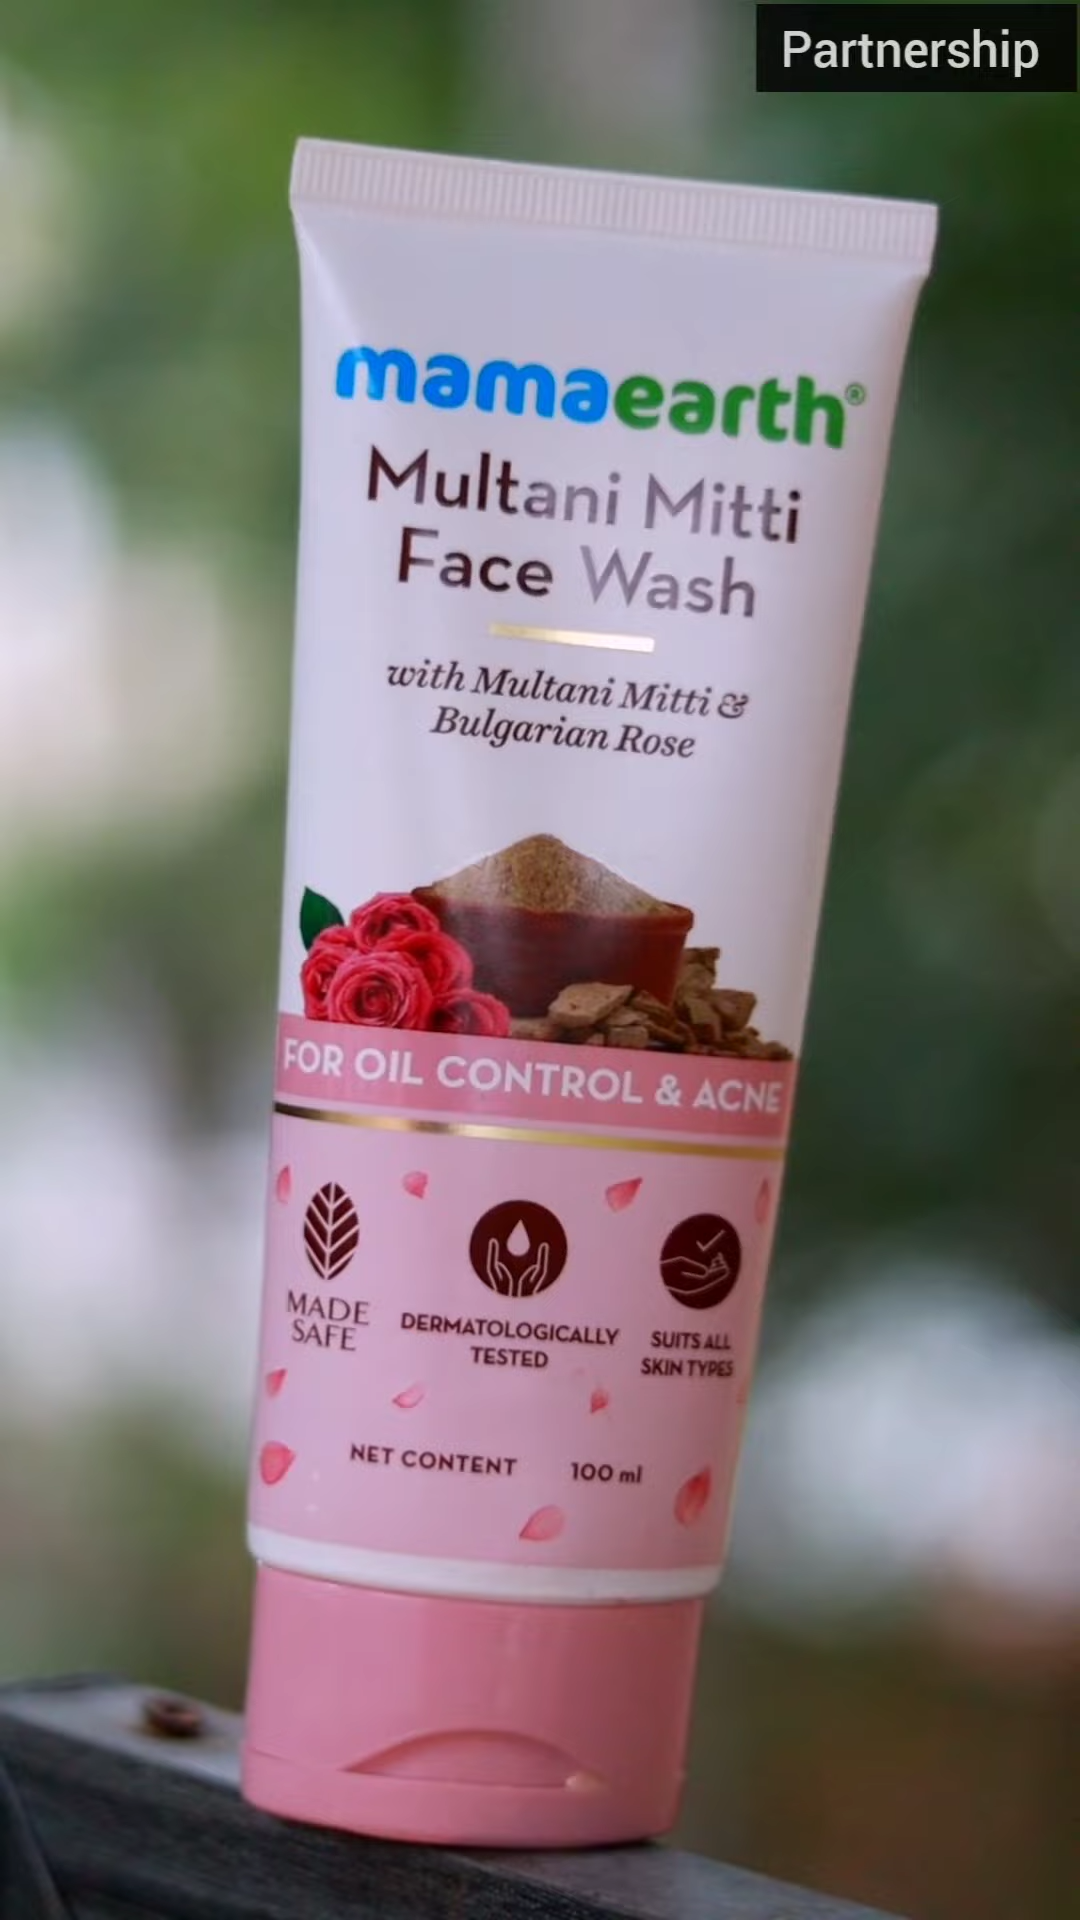 Partnership
mamaearth®
Multani Mitti
Face Wash
with Multani Mitti &
Bulgarian Rose
FOR OIL CONTROL & ACNE
MADE
SAFE
DERMATOLOGICALLY
TESTED
SUITS ALL
SKIN TYPES
NET CONTENT 100 ml